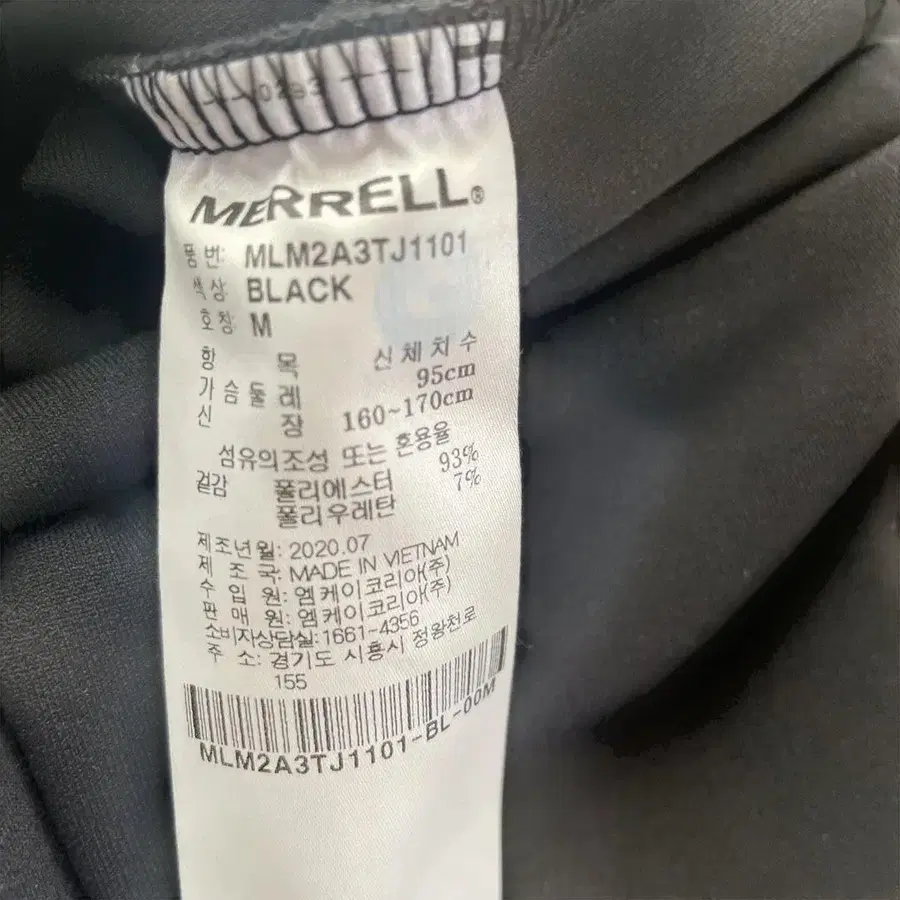 MERRELL®
품번: MLM2A3TJ1101
색상: BLACK
호칭: M
항 목 신체치수
가슴둘레 95cm
신 장 160~170cm
섬유의조성 또는 혼용율
겉감 폴리에스터 93%
폴리우레탄 7%
제조년월: 2020.07
제 조 국: MADE IN VIETNAM
수 입 원: 엠케이코리아(주)
판 매 원: 엠케이코리아(주)
소비자상담실: 1661-4356
주 소: 경기도 시흥시 정왕천로
155
MLM2A3TJ1101-BL-00M